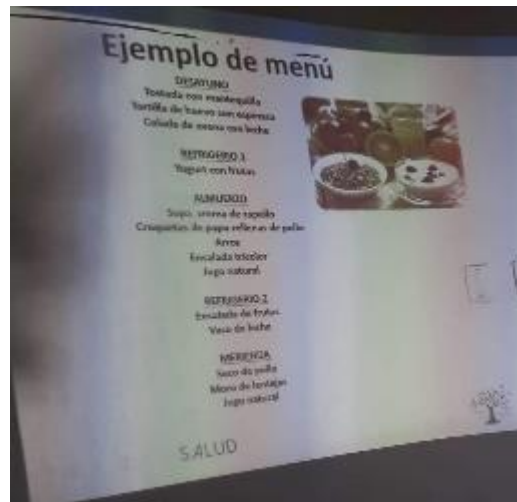 Ejemplo de menú
DESAYUNO
Tostada con mantequilla
Tortilla de huevo con espinaca
Colada de avena con leche
REFRIGERIO 1
Yogurt con frutas
ALMUERZO
Sopa, crema de zapallo
Croquetas de papa rellenas de pollo
Arroz
Ensalada tricolor
Jugo natural
REFRIGERIO 2
Ensalada de frutas
Vaso de leche
MERIENDA
Seco de pollo
de lentejas
Jugo natural
SALUD